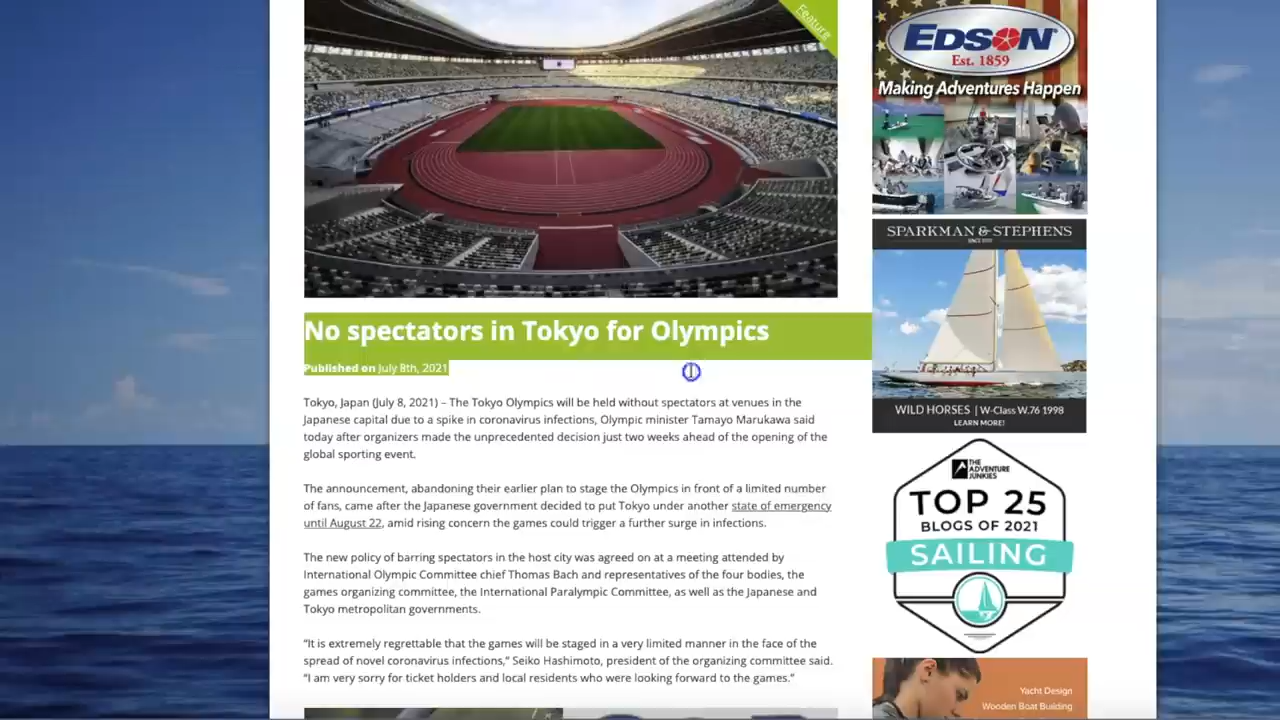 Feature
No spectators in Tokyo for Olympics
Published on July 8th, 2021
Tokyo, Japan (July 8, 2021) – The Tokyo Olympics will be held without spectators at venues in the
Japanese capital due to a spike in coronavirus infections, Olympic minister Tamayo Marukawa said
today after organizers made the unprecedented decision just two weeks ahead of the opening of the
global sporting event.
The announcement, abandoning their earlier plan to stage the Olympics in front of a limited number
of fans, came after the Japanese government decided to put Tokyo under another state of emergency
until August 22, amid rising concern the games could trigger a further surge in infections.
The new policy of barring spectators in the host city was agreed on at a meeting attended by
International Olympic Committee chief Thomas Bach and representatives of the four bodies, the
games organizing committee, the International Paralympic Committee, as well as the Japanese and
Tokyo metropolitan governments.
“It is extremely regrettable that the games will be staged in a very limited manner in the face of the
spread of novel coronavirus infections,” Seiko Hashimoto, president of the organizing committee said.
“I am very sorry for ticket holders and local residents who were looking forward to the games.”
EDSON
Est. 1859
Making Adventures Happen
SPARKMAN & STEPHENS
WILD HORSES | W-Class W.76 1998
LEARN MORE!
THE ADVENTURE
JUNKIES
TOP 25
BLOGS OF 2021
SAILING
Yacht Design
Wooden Boat Building